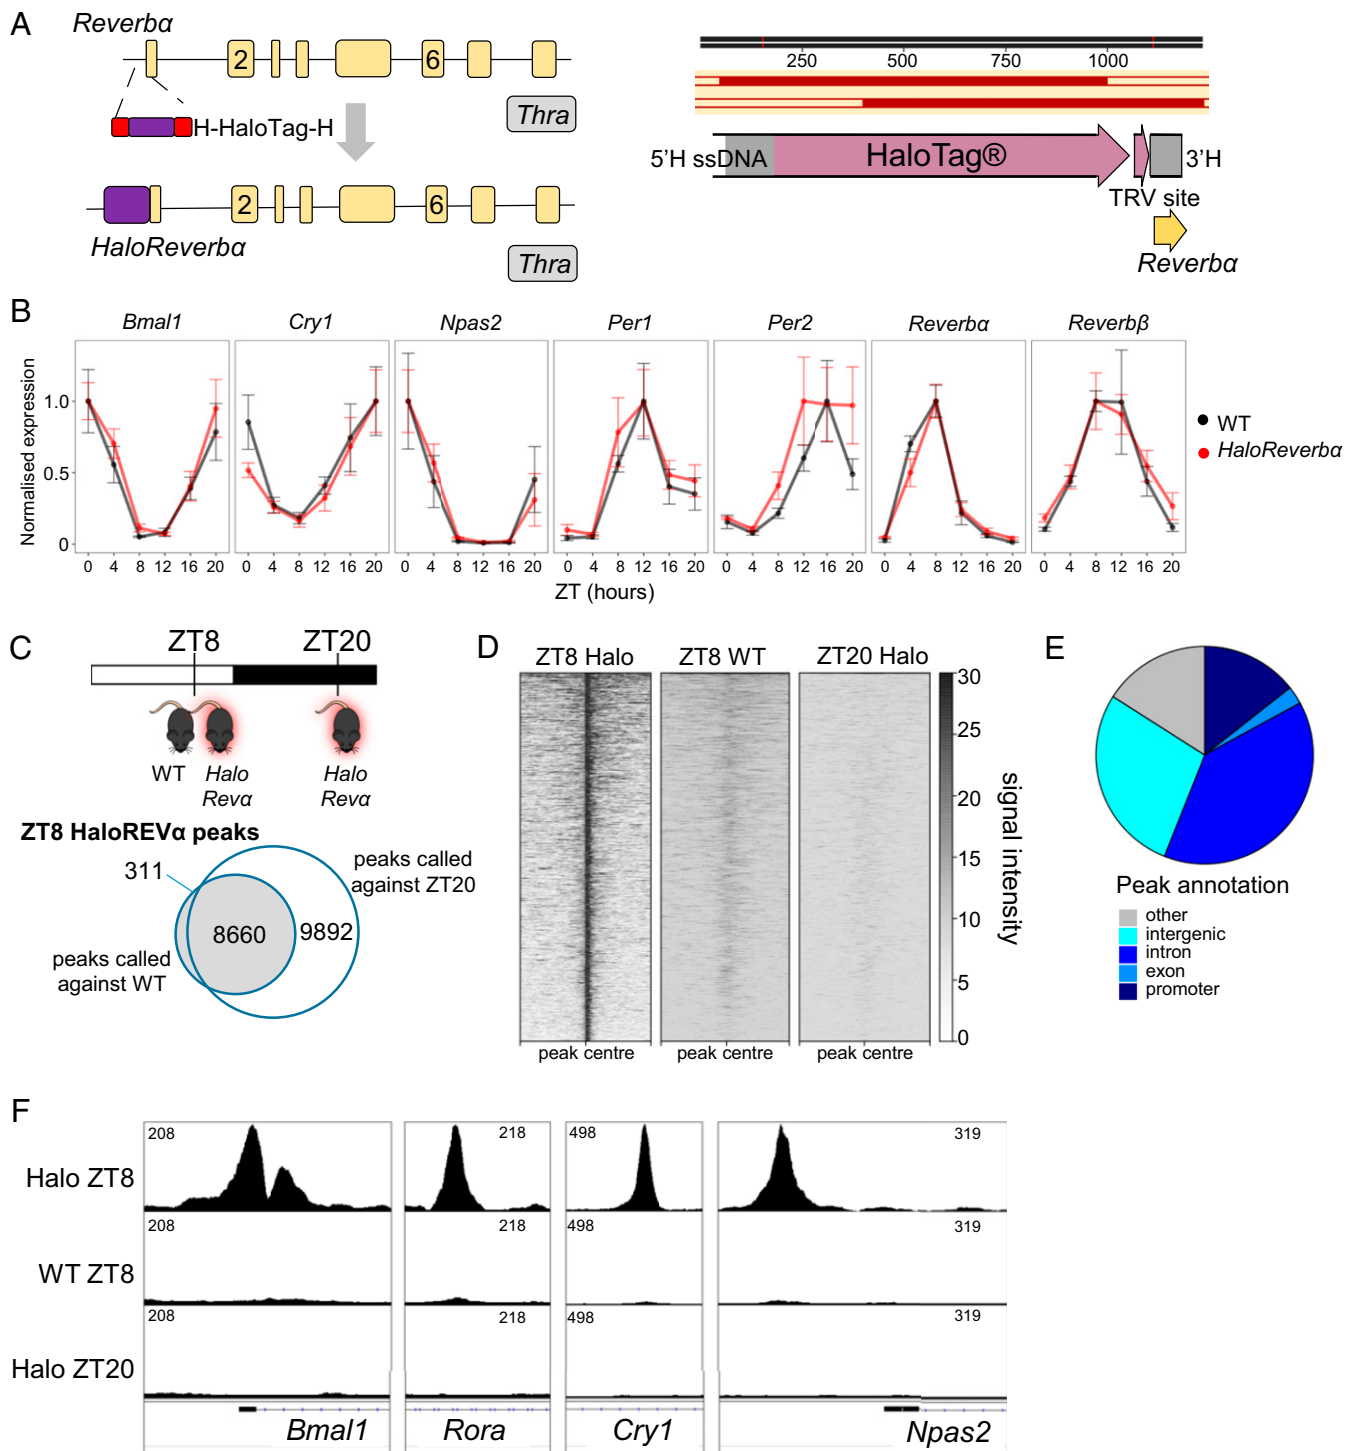 A
Reverbα
2
6
H-HaloTag-H
Thra
2
6
HaloReverbα
Thra
250 500 750 1000
5'H ssDNA
HaloTag®
3'H
TRV site
Reverbα
B
Bmal1 Cry1 Npas2 Per1 Per2 Reverbα Reverbβ
Normalised expression
1.0
0.5
0
0 4 8 12 16 20 0 4 8 12 16 20 0 4 8 12 16 20 0 4 8 12 16 20 0 4 8 12 16 20 0 4 8 12 16 20 0 4 8 12 16 20
ZT (hours)
WT
HaloReverbα
C
ZT8 ZT20
WT
Halo
Revα
Halo
Revα
ZT8 HaloREVα peaks
311
peaks called
against ZT20
8660
9892
peaks called
against WT
D
ZT8 Halo ZT8 WT ZT20 Halo
30
25
20
15
10
5
0
signal intensity
peak centre peak centre peak centre
E
Peak annotation
other
intergenic
intron
exon
promoter
F
Halo ZT8
208 218 498 319
WT ZT8
208 218 498 319
Halo ZT20
208 218 498 319
Bmal1 Rora Cry1 Npas2